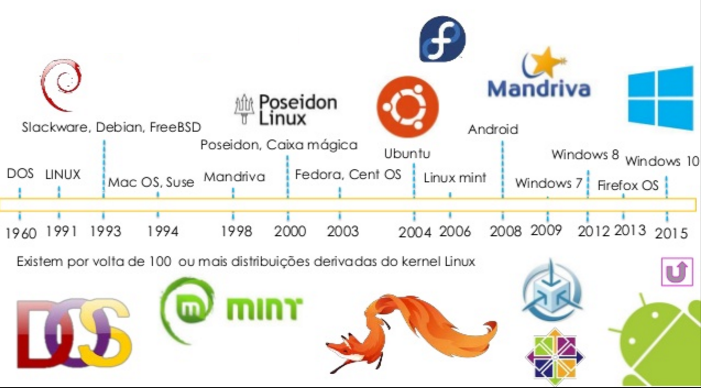 Mandriva
Poseidon
Linux
Slackware, Debian, FreeBSD
Poseidon, Caixa mágica
Ubuntu
Android
Windows 8
Windows 10
DOS
LINUX
Mac OS, Suse
Mandriva
Fedora, Cent OS
Linux mint
Windows 7
Firefox OS
1960 1991 1993 1994 1998 2000 2003 2004 2006 2008 2009 2012 2013 2015
Existem por volta de 100 ou mais distribuições derivadas do kernel Linux
DOS
mint